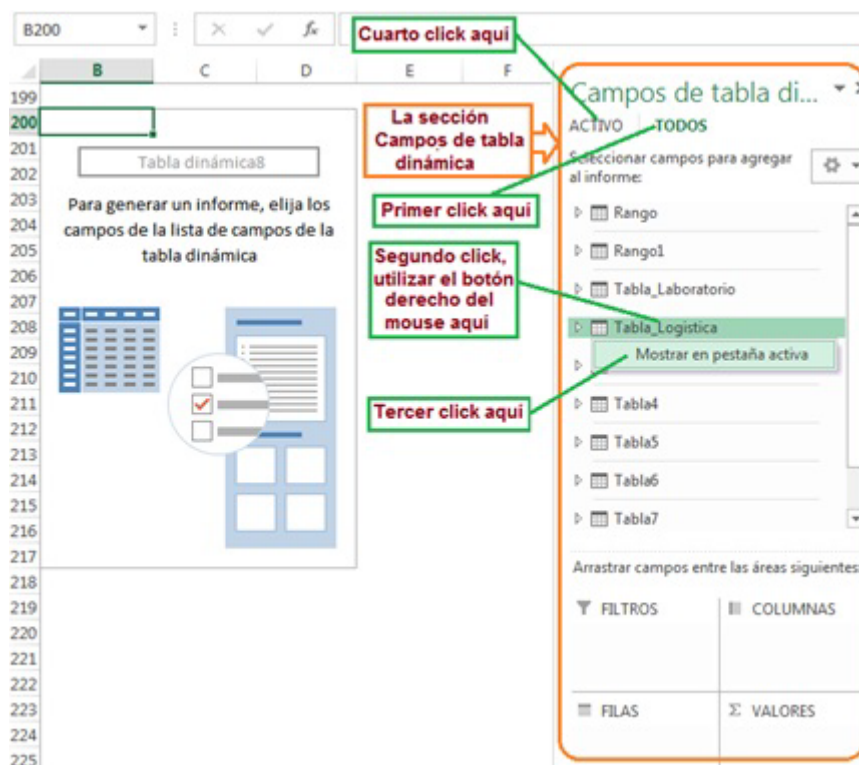 B200
fx
Cuarto click aquí
B
C
D
E
F
199
200
201
202
203
204
205
206
207
208
209
210
211
212
213
214
215
216
217
218
219
220
221
222
223
224
225
Tabla dinámica8
Para generar un informe, elija los
campos de la lista de campos de la
tabla dinámica
La sección
Campos de tabla
dinámica
Primer click aquí
Segundo click,
utilizar el botón
derecho del
mouse aquí
Tercer click aquí
Campos de tabla di...
ACTIVO
TODOS
Seleccionar campos para agregar
al informe:
Rango
Rango1
Tabla_Laboratorio
Tabla_Logistica
Mostrar en pestaña activa
Tabla4
Tabla5
Tabla6
Tabla7
Arrastrar campos entre las áreas siguientes:
FILTROS
COLUMNAS
FILAS
Σ VALORES